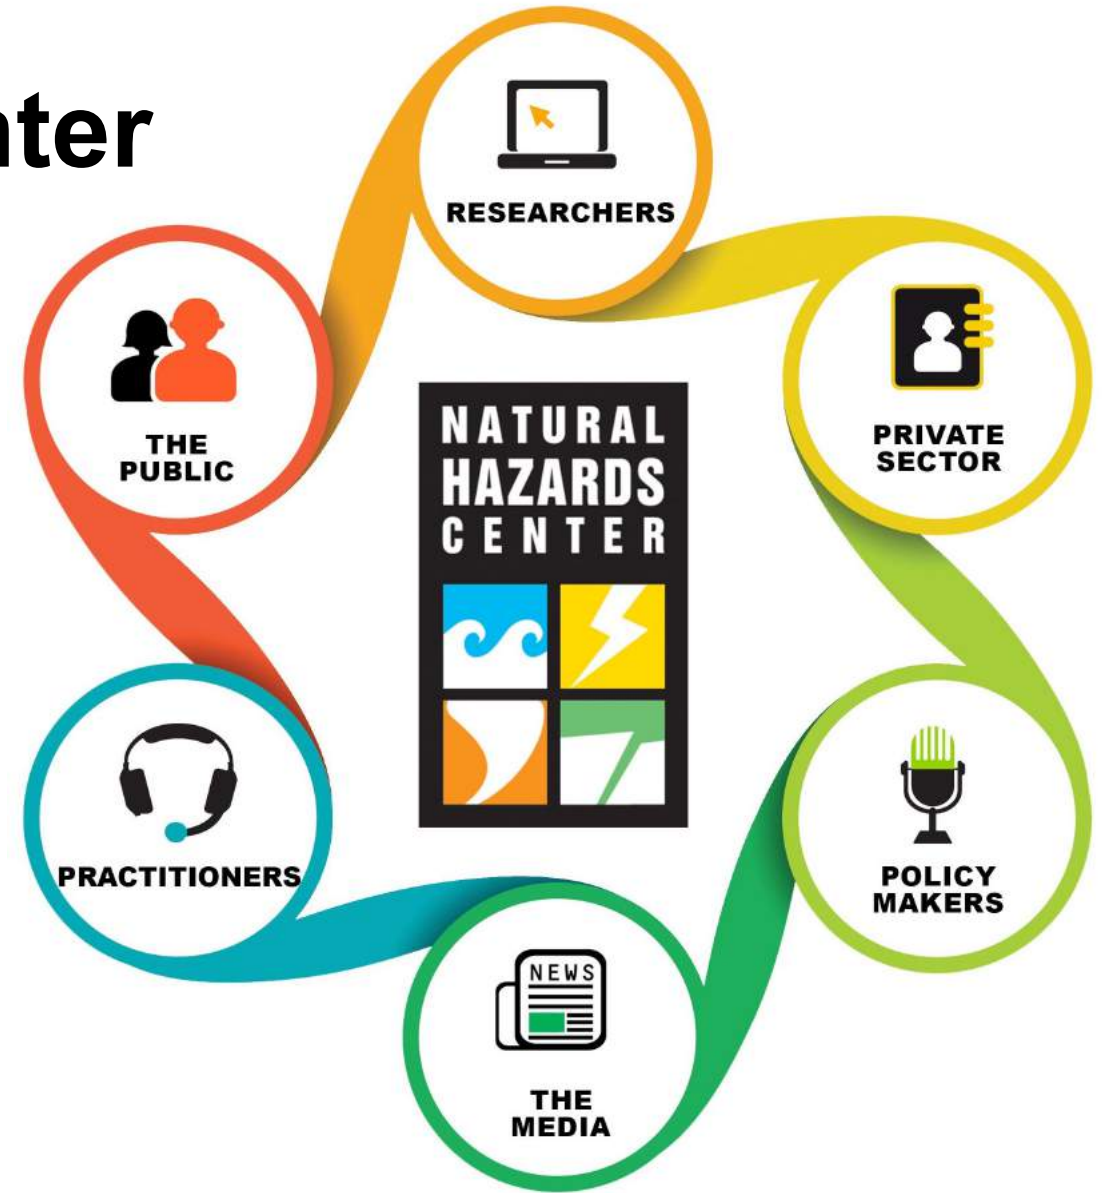 nter
RESEARCHERS
THE
PUBLIC
PRIVATE
SECTOR
NATURAL
HAZARDS
CENTER
PRACTITIONERS
POLICY
MAKERS
NEWS
THE
MEDIA